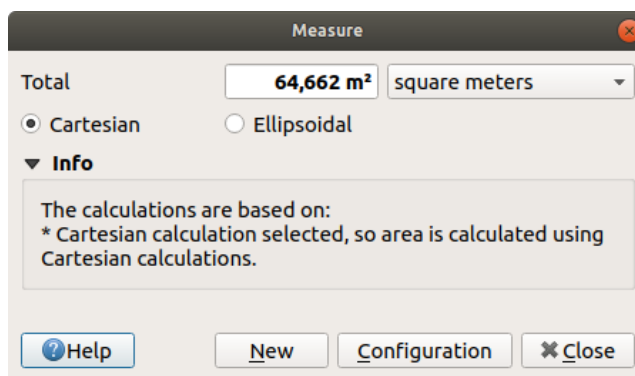 Measure
Total 64,662 m² square meters
Cartesian Ellipsoidal
Info
The calculations are based on:
* Cartesian calculation selected, so area is calculated using
Cartesian calculations.
Help New Configuration Close